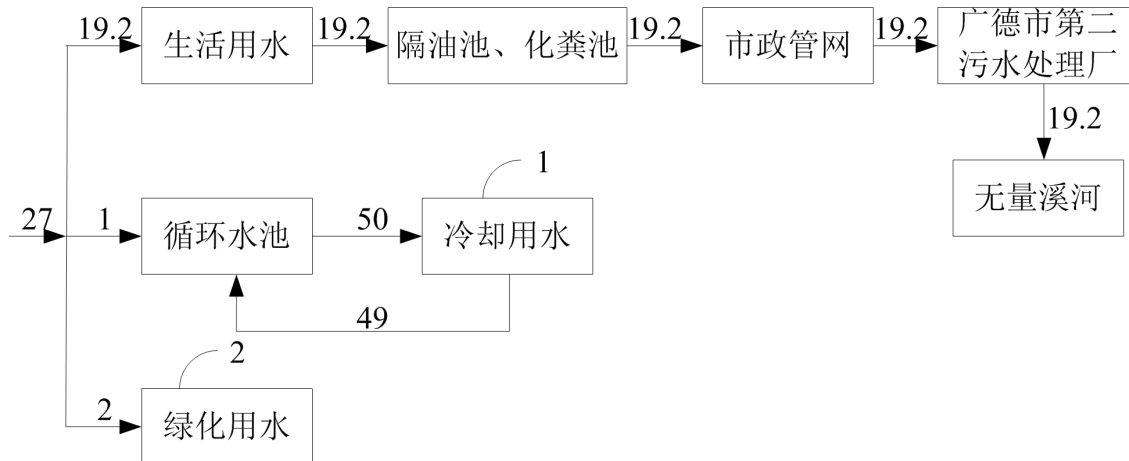 19.2
生活用水
19.2
隔油池、化粪池
19.2
市政管网
19.2
广德市第二
污水处理厂
19.2
无量溪河
27
1
循环水池
50
1
冷却用水
49
2
2
绿化用水